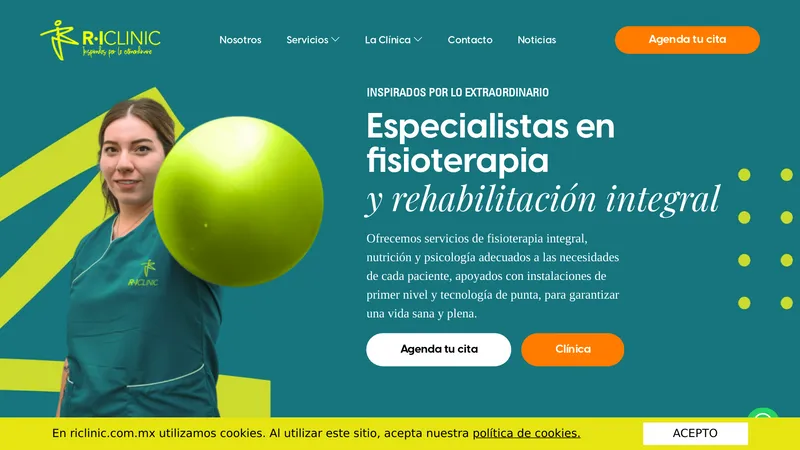 R·ICLINIC
Inspirados por lo extraordinario
Nosotros
Servicios
La Clínica
Contacto
Noticias
Agenda tu cita
INSPIRADOS POR LO EXTRAORDINARIO
Especialistas en
fisioterapia
y rehabilitación integral
Ofrecemos servicios de fisioterapia integral,
nutrición y psicología adecuados a las necesidades
de cada paciente, apoyados con instalaciones de
primer nivel y tecnología de punta, para garantizar
una vida sana y plena.
Agenda tu cita
Clínica
R·ICLINIC
En riclinic.com.mx utilizamos cookies. Al utilizar este sitio, acepta nuestra política de cookies.
ACEPTO